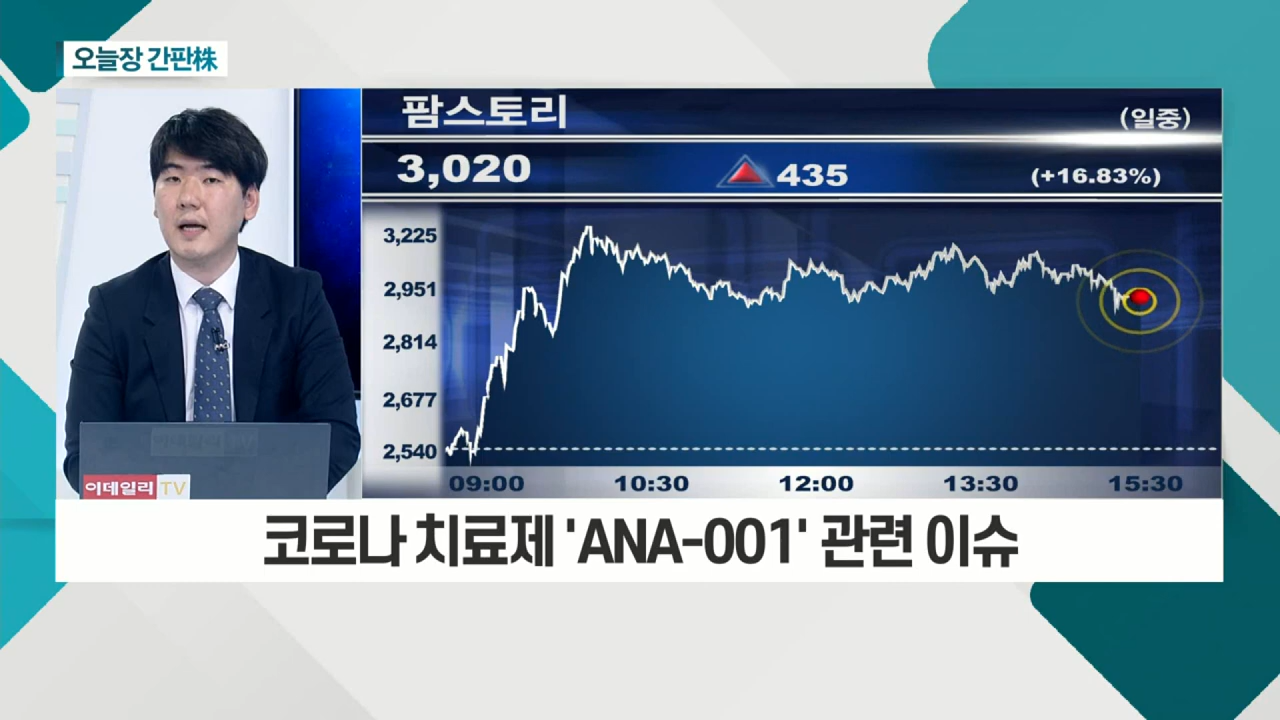 오늘장 간판株
팜스토리
(일중)
3,020
435
(+16.83%)
3,225
2,951
2,814
2,677
2,540
09:00 10:30 12:00 13:30 15:30
이데일리 TV
코로나 치료제 'ANA-001' 관련 이슈